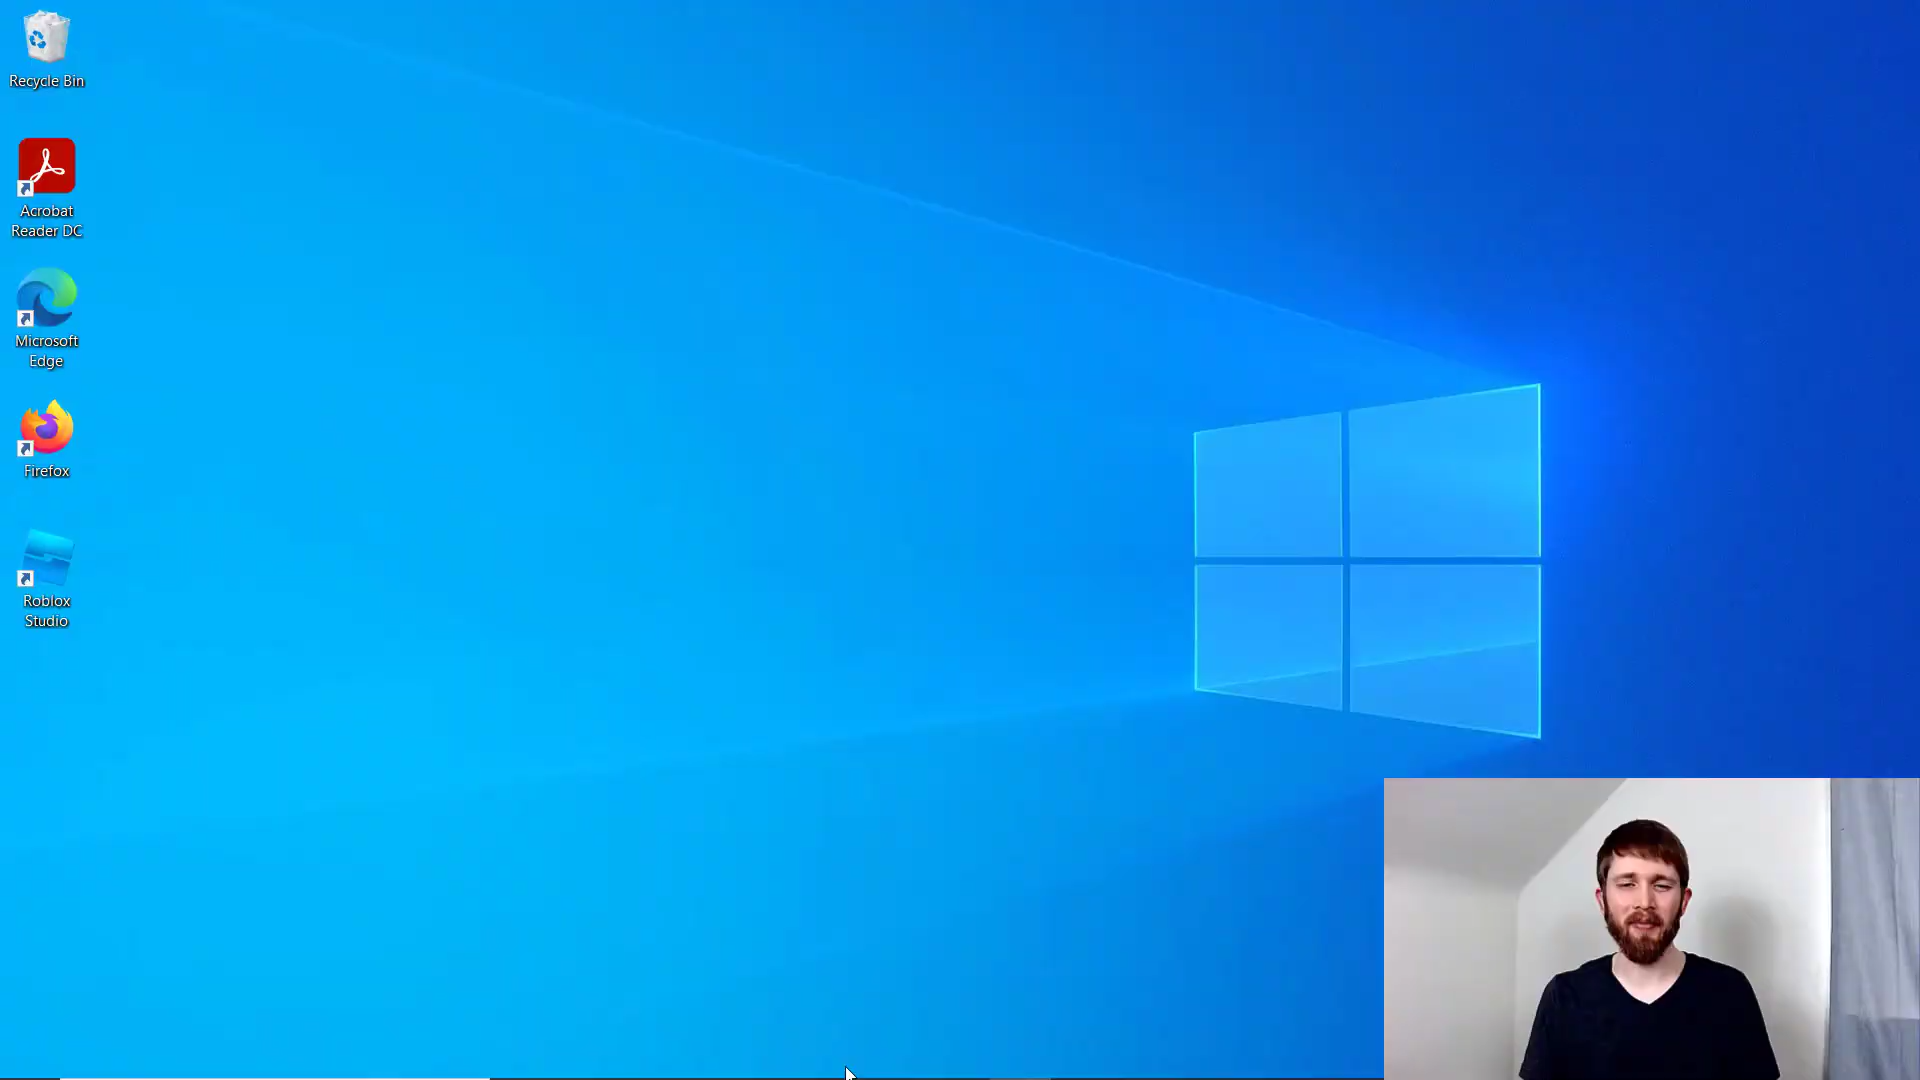 Recycle Bin
Acrobat
Reader DC
Microsoft
Edge
Firefox
Roblox
Studio